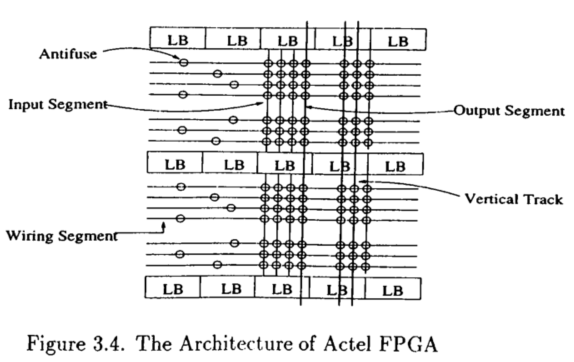 LB LB LB LB LB
Antifuse
Input Segment
Output Segment
LB LB LB LB LB
Vertical Track
Wiring Segment
LB LB LB LB LB
Figure 3.4. The Architecture of Actel FPGA